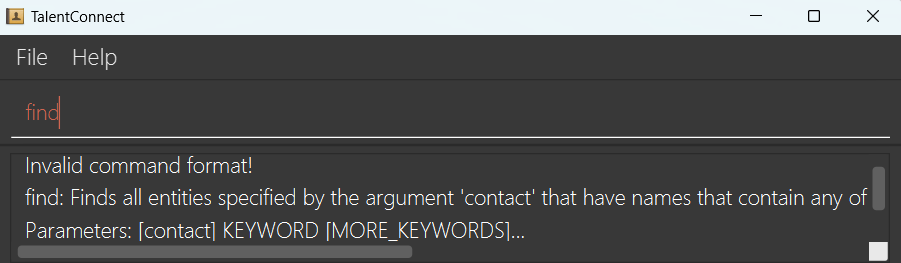 TalentConnect
File Help
find
Invalid command format!
find: Finds all entities specified by the argument 'contact' that have names that contain any of
Parameters: [contact] KEYWORD [MORE_KEYWORDS]...